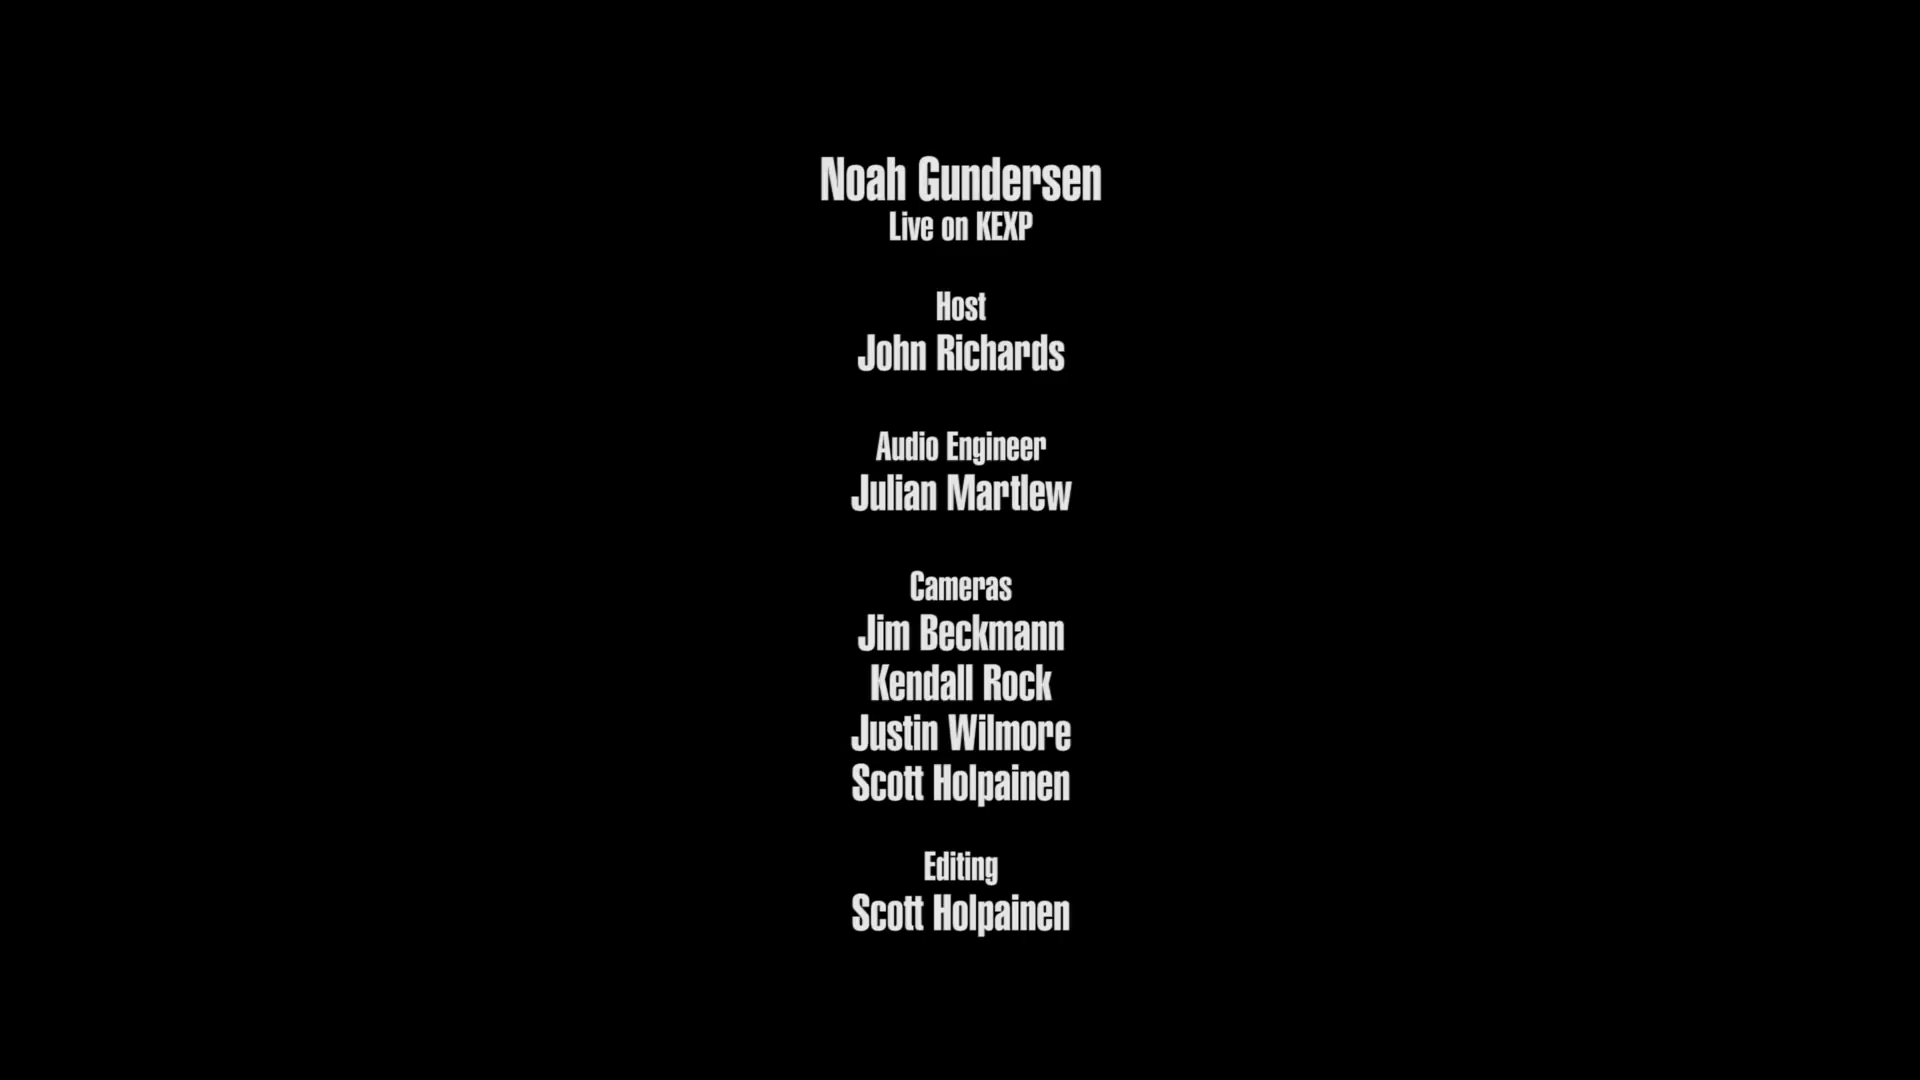 Noah Gundersen
Live on KEXP
Host
John Richards
Audio Engineer
Julian Martlew
Cameras
Jim Beckmann
Kendall Rock
Justin Wilmore
Scott Holpainen
Editing
Scott Holpainen